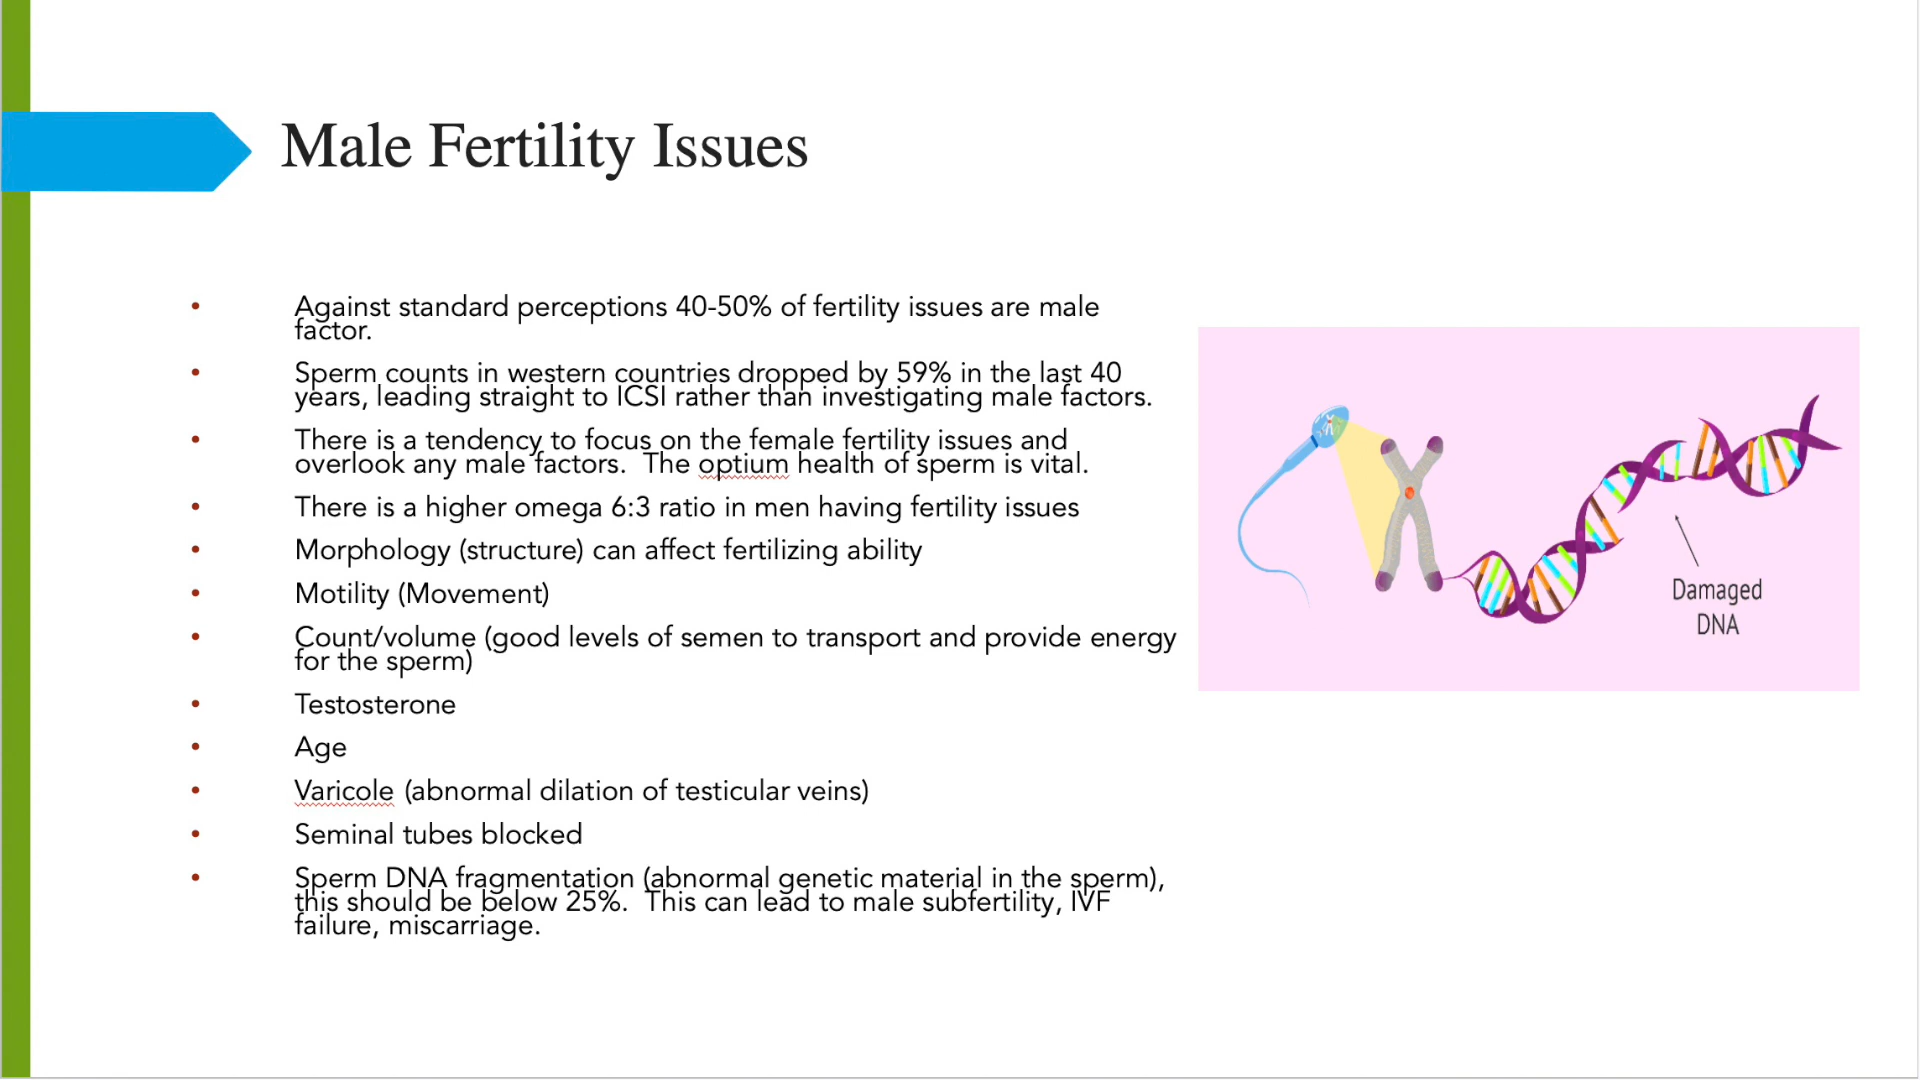 Male Fertility Issues
• Against standard perceptions 40-50% of fertility issues are male
factor.
• Sperm counts in western countries dropped by 59% in the last 40
years, leading straight to ICSI rather than investigating male factors.
• There is a tendency to focus on the female fertility issues and
overlook any male factors.  The optium health of sperm is vital.
• There is a higher omega 6:3 ratio in men having fertility issues
• Morphology (structure) can affect fertilizing ability
• Motility (Movement)
• Count/volume (good levels of semen to transport and provide energy
for the sperm)
• Testosterone
• Age
• Varicole (abnormal dilation of testicular veins)
• Seminal tubes blocked
• Sperm DNA fragmentation (abnormal genetic material in the sperm),
this should be below 25%.  This can lead to male subfertility, IVF
failure, miscarriage.
Damaged
DNA